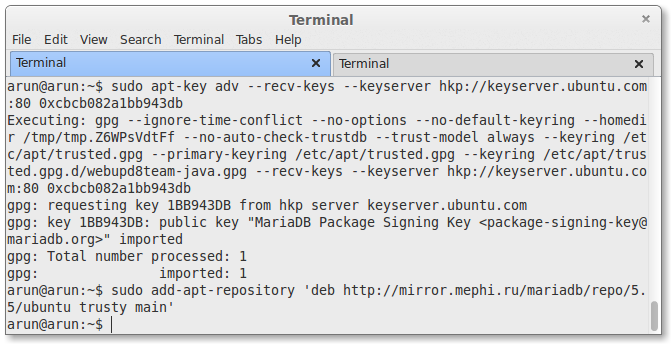 Terminal
File Edit View Search Terminal Tabs Help
Terminal × Terminal ×
arun@arun:~$ sudo apt-key adv --recv-keys --keyserver hkp://keyserver.ubuntu.com
:80 0xcbcb082a1bb943db
Executing: gpg --ignore-time-conflict --no-options --no-default-keyring --homedi
r /tmp/tmp.Z6WPsVdtFf --no-auto-check-trustdb --trust-model always --keyring /et
c/apt/trusted.gpg --primary-keyring /etc/apt/trusted.gpg --keyring /etc/apt/trus
ted.gpg.d/webupd8team-java.gpg --recv-keys --keyserver hkp://keyserver.ubuntu.co
m:80 0xcbcb082a1bb943db
gpg: requesting key 1BB943DB from hkp server keyserver.ubuntu.com
gpg: key 1BB943DB: public key "MariaDB Package Signing Key <package-signing-key@
mariadb.org>" imported
gpg: Total number processed: 1
gpg:               imported: 1
arun@arun:~$ sudo add-apt-repository 'deb http://mirror.mephi.ru/mariadb/repo/5.
5/ubuntu trusty main'
arun@arun:~$